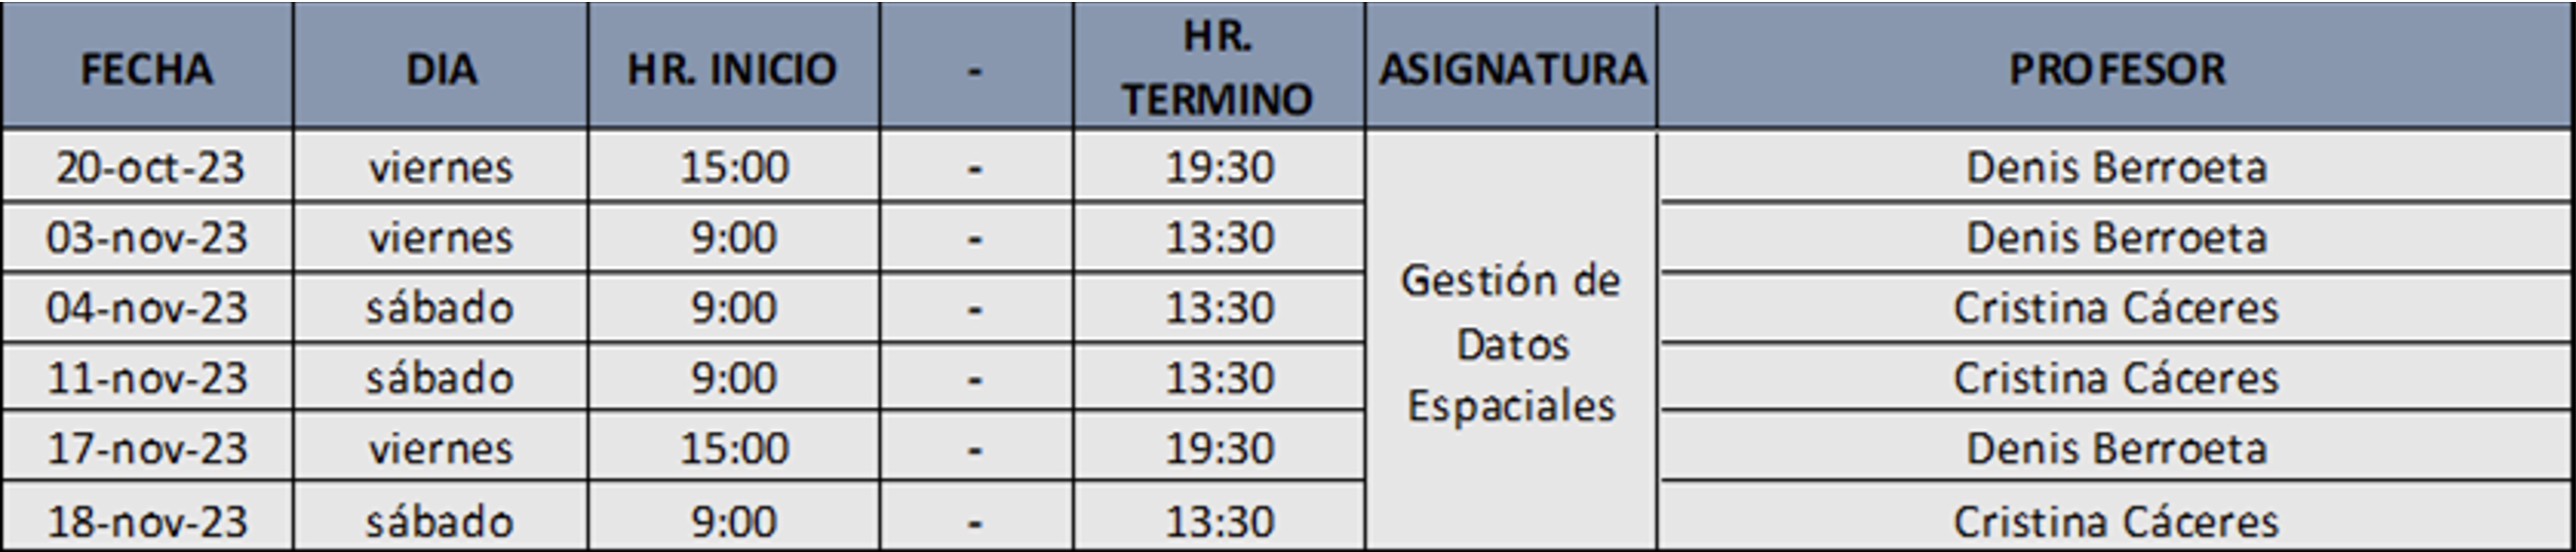 FECHA DIA HR. INICIO - HR. TERMINO ASIGNATURA PROFESOR
20-oct-23 viernes 15:00 - 19:30 Denis Berroeta
03-nov-23 viernes 9:00 - 13:30 Denis Berroeta
04-nov-23 sábado 9:00 - 13:30 Cristina Cáceres
11-nov-23 sábado 9:00 - 13:30 Cristina Cáceres
17-nov-23 viernes 15:00 - 19:30 Denis Berroeta
18-nov-23 sábado 9:00 - 13:30 Cristina Cáceres
Gestión de
Datos
Espaciales